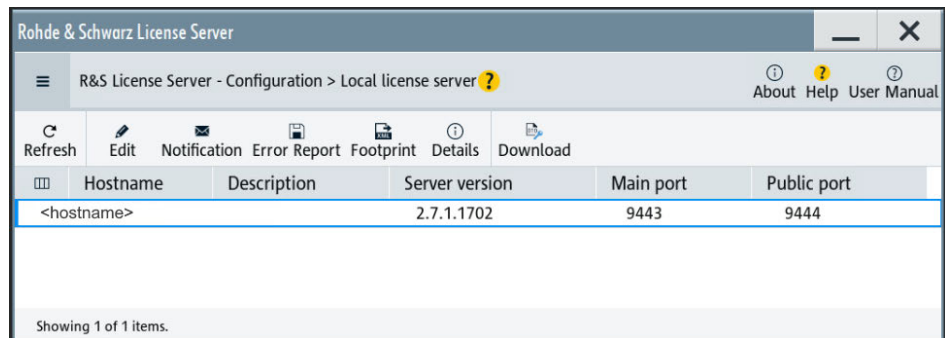 Rohde & Schwarz License Server
R&S License Server - Configuration > Local license server ?
About Help User Manual
Refresh Edit Notification Error Report Footprint Details Download
Hostname Description Server version Main port Public port
<hostname> 2.7.1.1702 9443 9444
Showing 1 of 1 items.